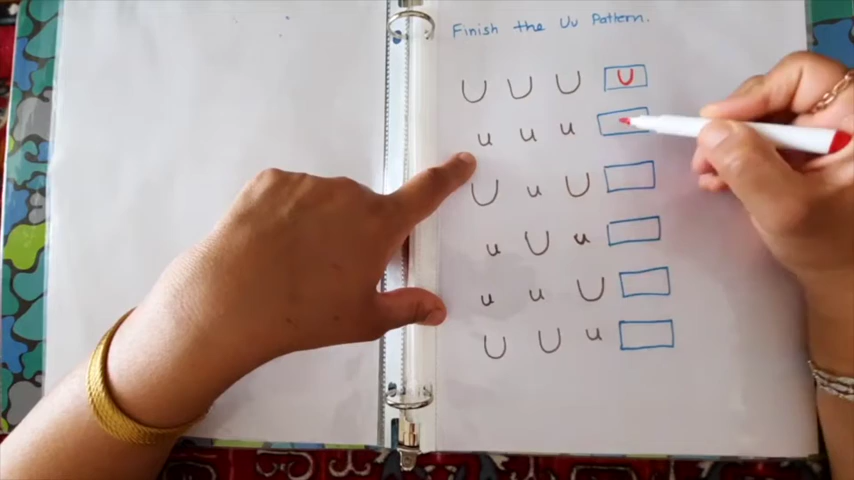 Finish the Uu Pattern.
U U U U
u u u
U u U
u U u
u u U
U U u